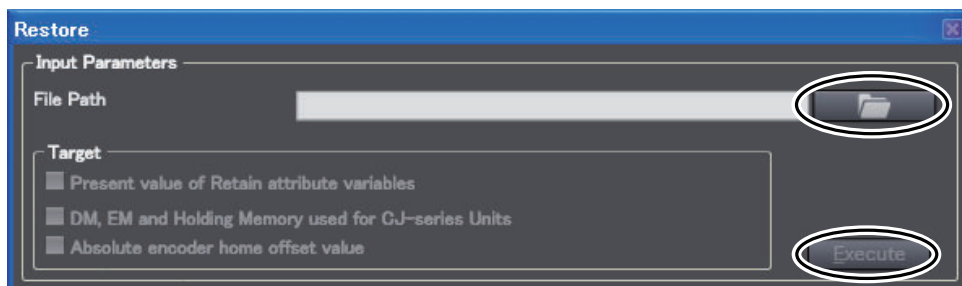 Restore
Input Parameters
File Path
Target
Present value of Retain attribute variables
DM, EM and Holding Memory used for CJ-series Units
Absolute encoder home offset value
Execute